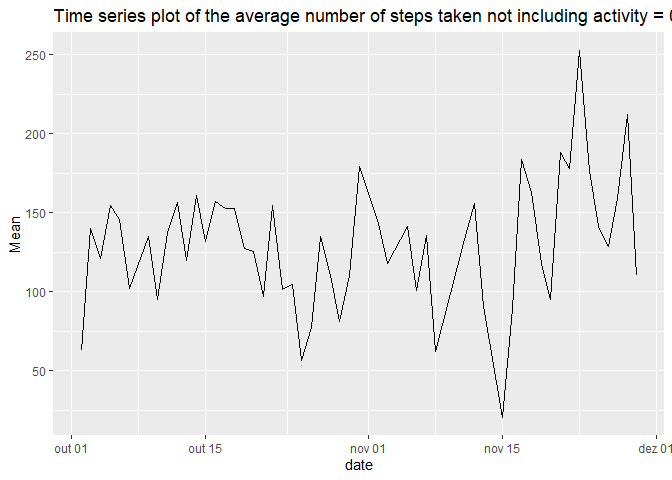 Time series plot of the average number of steps taken not including activity = 0
250
200
150
100
50
Mean
out 01
out 15
nov 01
nov 15
dez 01
date